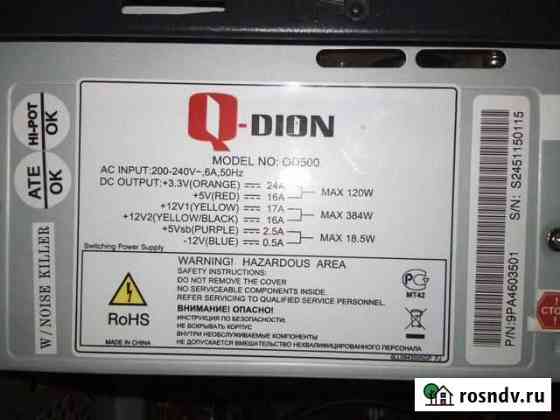 HI-POT
OK
ATE
OK
W/NOISE KILLER
Q-DION
MODEL NO: QD500
AC INPUT:200-240V~,6A,50Hz
DC OUTPUT:+3.3V(ORANGE) 24A
+5V(RED) 16A
MAX 120W
+12V1(YELLOW) 17A
+12V2(YELLOW/BLACK) 16A
MAX 384W
+5Vsb(PURPLE) 2.5A
-12V(BLUE) 0.5A
MAX 18.5W
Switching Power Supply
WARNING! HAZARDOUS AREA
SAFETY INSTRUCTIONS:
DO NOT REMOVE THIS COVER.
NO SERVICEABLE COMPONENTS INSIDE.
REFER SERVICING TO QUALIFIED SERVICE PERSONNEL.
ВНИМАНИЕ! ОПАСНО!
ИНСТРУКЦИЯ ПО БЕЗОПАСНОСТИ.
НЕ ВСКРЫВАТЬ КОРПУС
ВНУТРИ НЕОБСЛУЖИВАЕМЫЕ КОМПОНЕНТЫ
НЕ ДОПУСКАЕТСЯ ВМЕШАТЕЛЬСТВО НЕКВАЛИФИЦИРОВАННОГО ПЕРСОНАЛА
RoHS
MADE IN CHINA
МТ42
S/N: S2451150115
P/N:9PA4603501
СТО
rosndv.ru